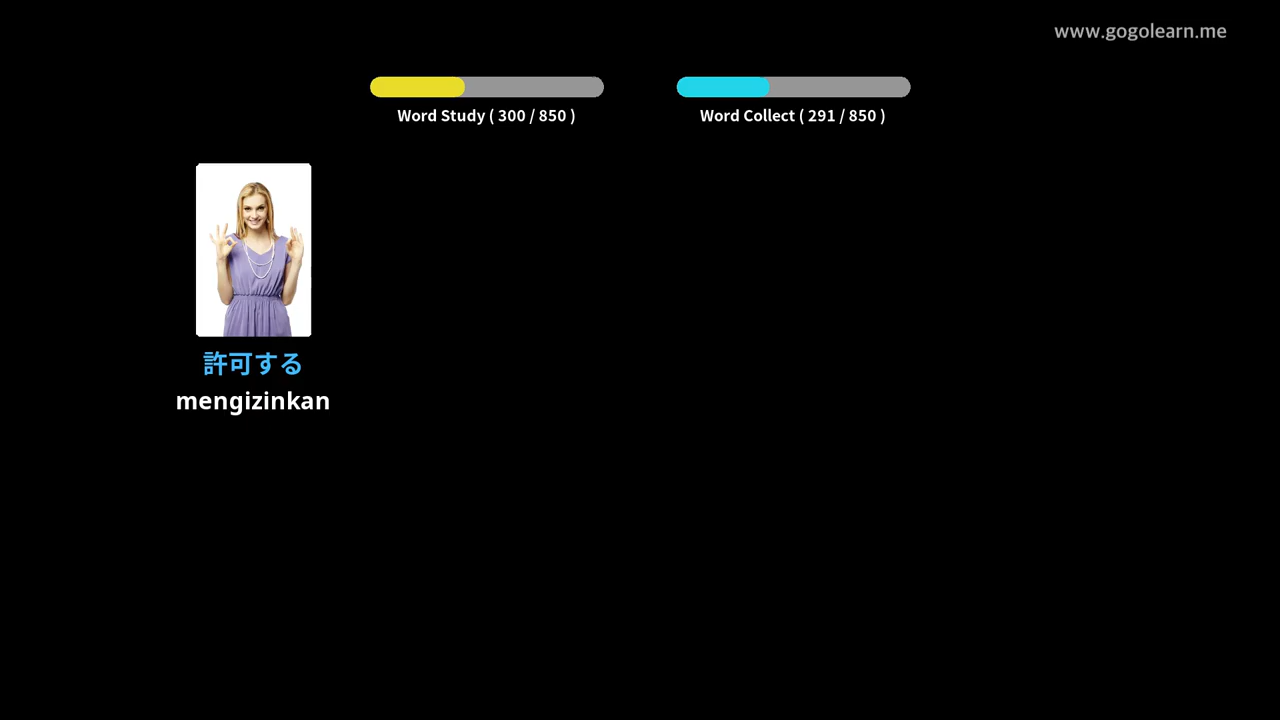 www.gogolearn.me
Word Study ( 300 / 850 )
Word Collect ( 291 / 850 )
許可する
mengizinkan